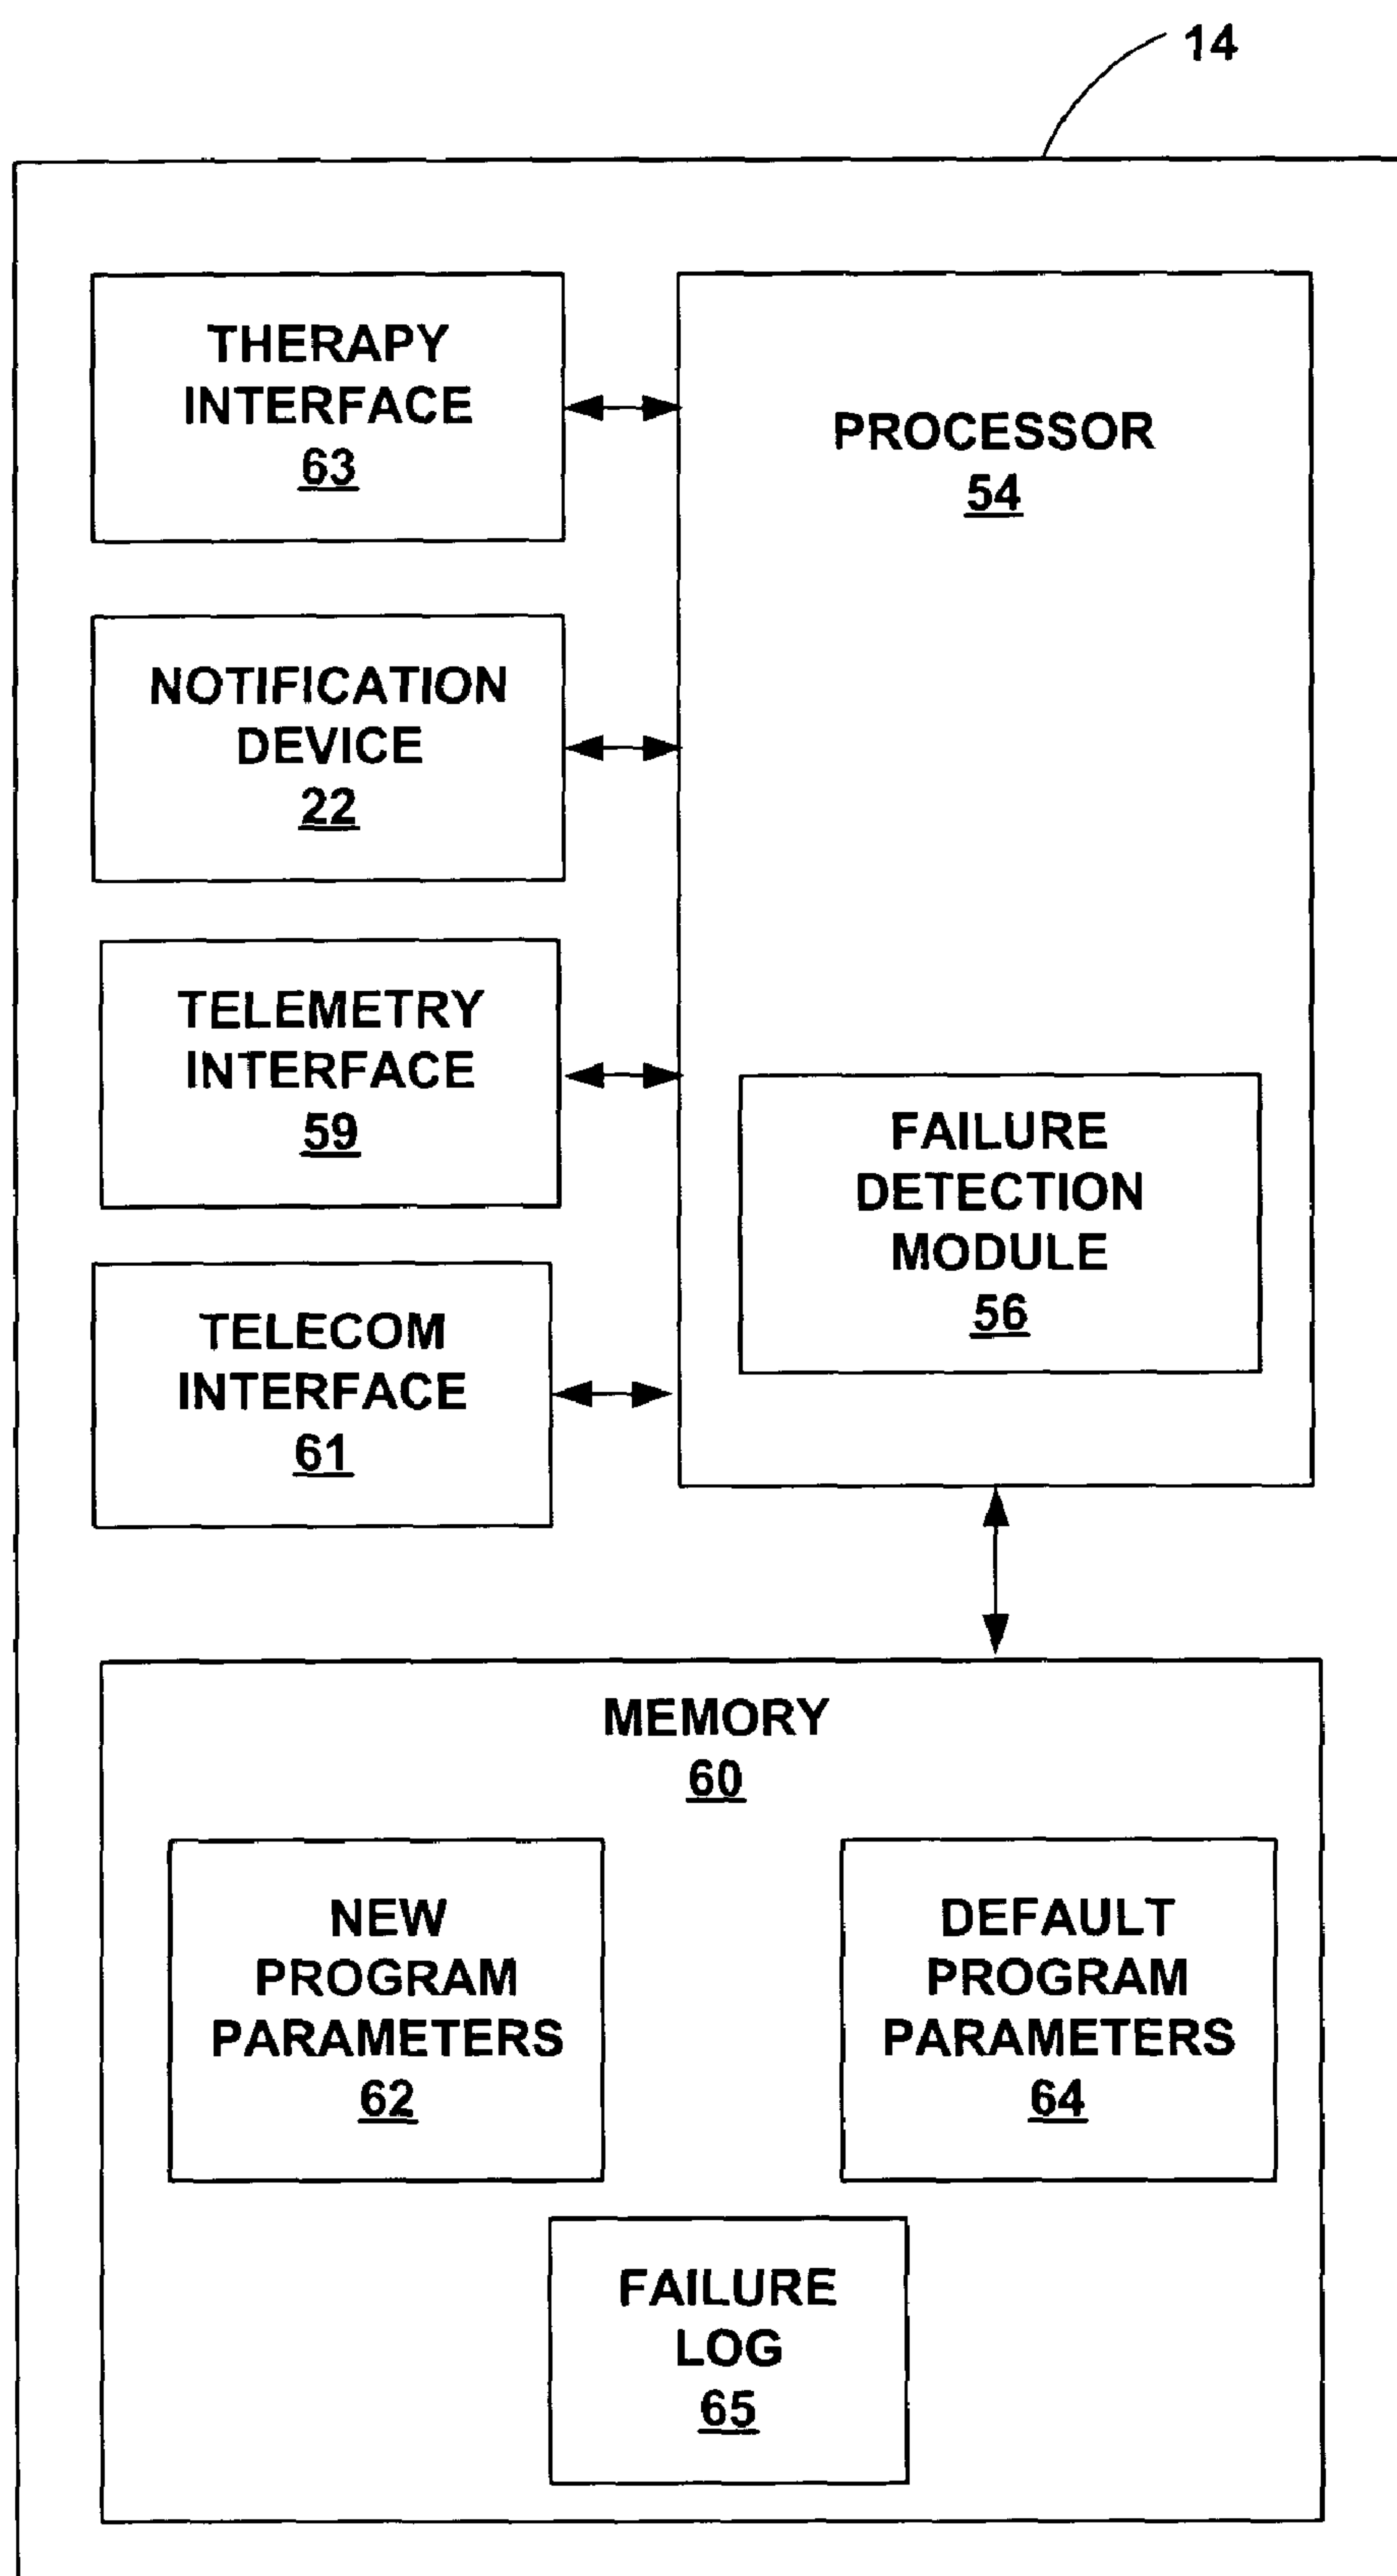 14
THERAPY
INTERFACE
63
PROCESSOR
54
NOTIFICATION
DEVICE
22
TELEMETRY
INTERFACE
59
FAILURE
DETECTION
MODULE
56
TELECOM
INTERFACE
61
MEMORY
60
NEW
PROGRAM
PARAMETERS
62
DEFAULT
PROGRAM
PARAMETERS
64
FAILURE
LOG
65